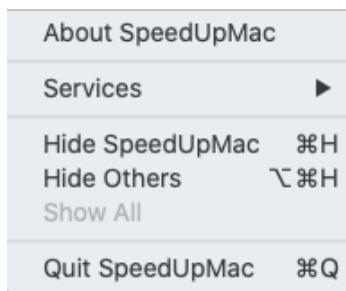 About SpeedUpMac
Services ▶
Hide SpeedUpMac ⌘H
Hide Others ⌥⌘H
Show All
Quit SpeedUpMac ⌘Q